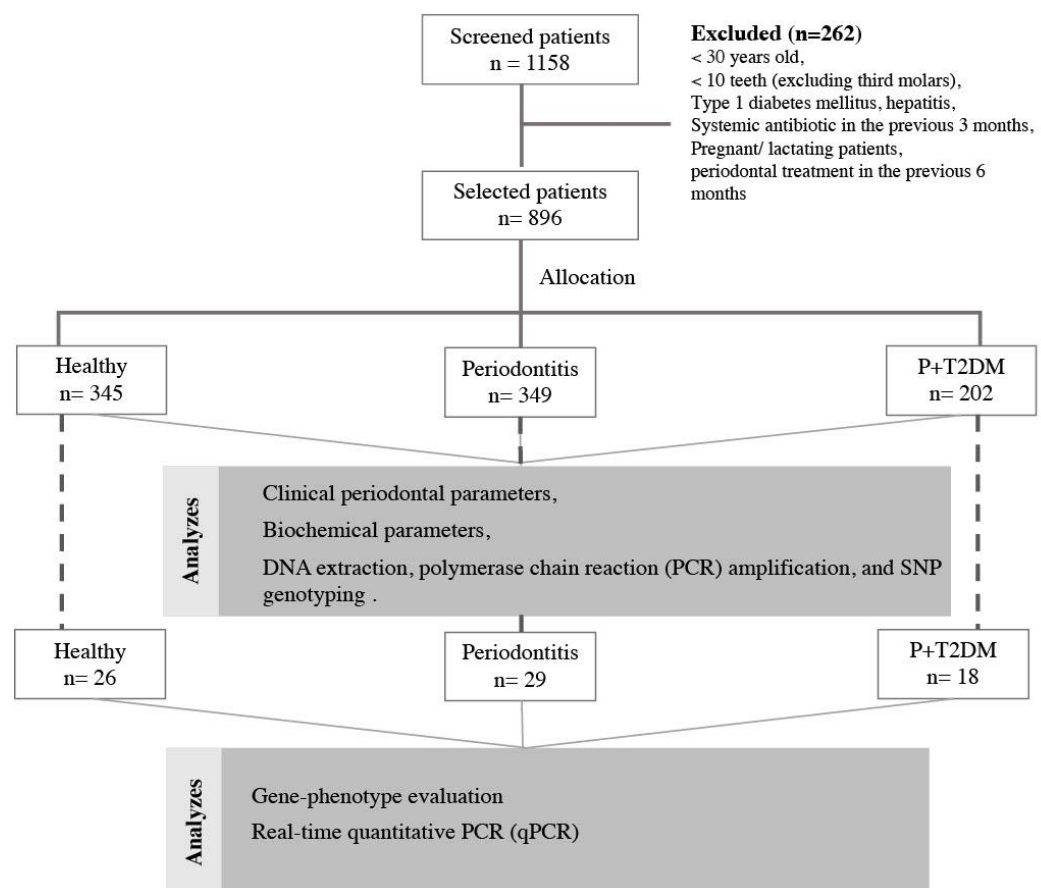 Screened patients
n = 1158
Excluded (n=262)
< 30 years old,
< 10 teeth (excluding third molars),
Type 1 diabetes mellitus, hepatitis,
Systemic antibiotic in the previous 3 months,
Pregnant/ lactating patients,
periodontal treatment in the previous 6
months
Selected patients
n= 896
Allocation
Healthy
n= 345
Periodontitis
n= 349
P+T2DM
n= 202
Analyzes
Clinical periodontal parameters,
Biochemical parameters,
DNA extraction, polymerase chain reaction (PCR) amplification, and SNP
genotyping .
Healthy
n= 26
Periodontitis
n= 29
P+T2DM
n= 18
Analyzes
Gene-phenotype evaluation
Real-time quantitative PCR (qPCR)